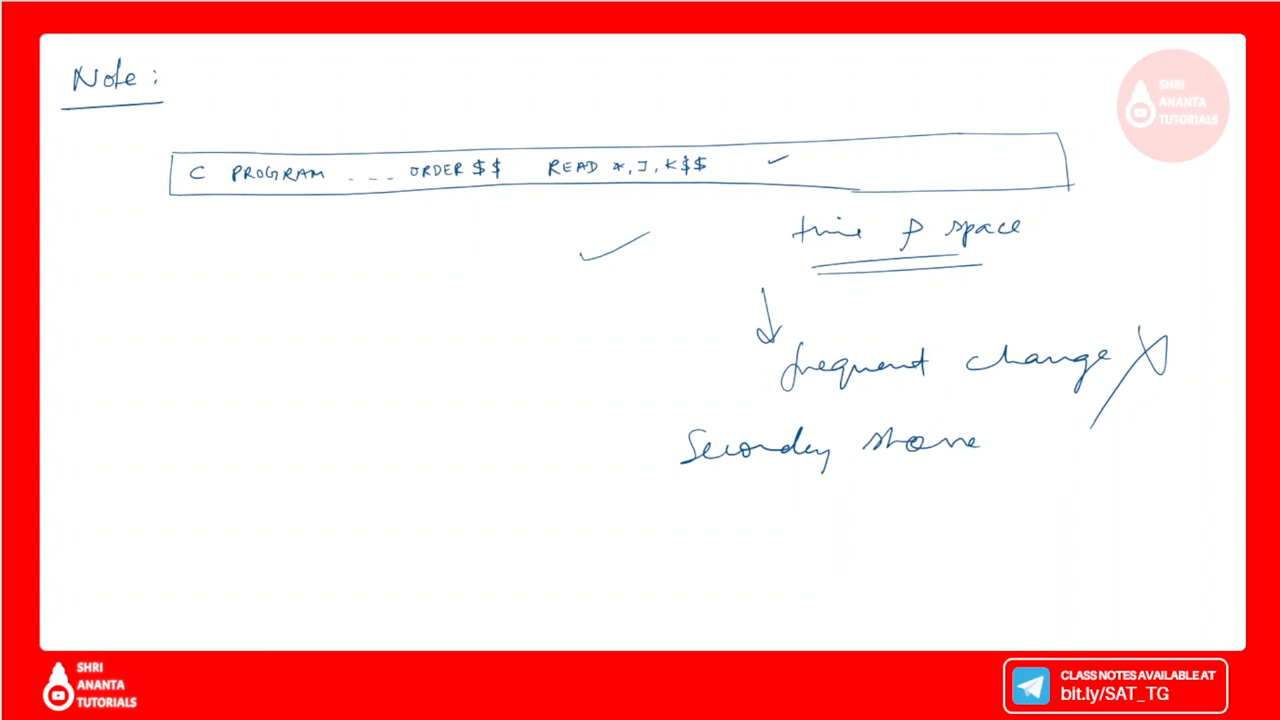 Note :
SHRI
ANANTA
TUTORIALS
C PROGRAM ... ORDER $$ READ *, J, K$$
time & space
frequent change
Secondary
SHRI
ANANTA
TUTORIALS
CLASS NOTES AVAILABLE AT
bit.ly/SAT_TG